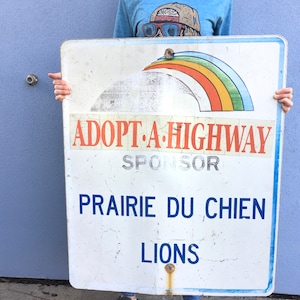 ADOPT·A·HIGHWAY
SPONSOR
PRAIRIE DU CHIEN
LIONS